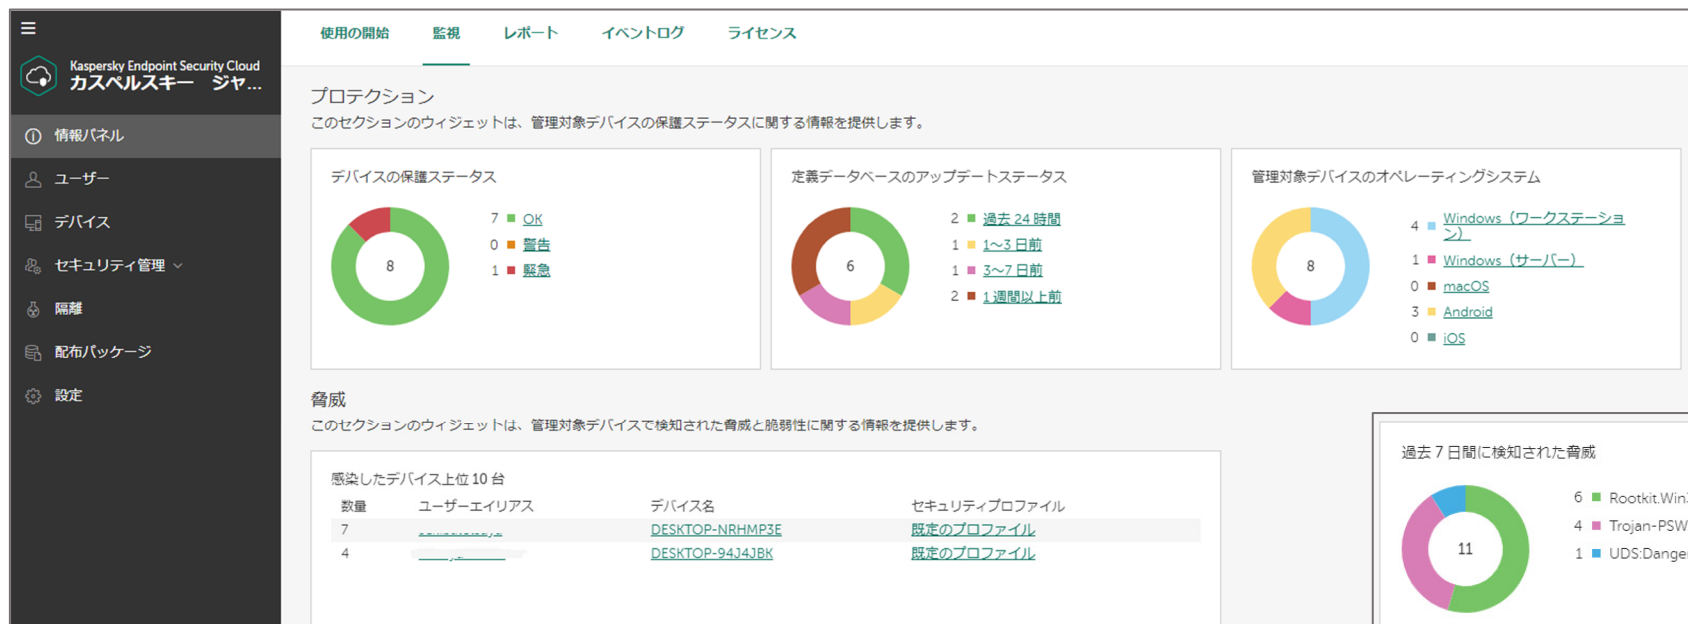 Kaspersky Endpoint Security Cloud
カスペルスキー ジャ...
情報パネル
ユーザー
デバイス
セキュリティ管理
隔離
配布パッケージ
設定
使用の開始 監視 レポート イベントログ ライセンス
プロテクション
このセクションのウィジェットは、管理対象デバイスの保護ステータスに関する情報を提供します。
デバイスの保護ステータス
8
7 OK
0 警告
1 緊急
定義データベースのアップデートステータス
6
2 過去 24 時間
1 1～3 日前
1 3～7 日前
2 1 週間以上前
管理対象デバイスのオペレーティングシステム
8
4 Windows（ワークステーショ
ン）
1 Windows（サーバー）
0 macOS
3 Android
0 iOS
脅威
このセクションのウィジェットは、管理対象デバイスで検知された脅威と脆弱性に関する情報を提供します。
感染したデバイス上位 10 台
数量 ユーザーエイリアス デバイス名 セキュリティプロファイル
7 DESKTOP-NRHMP3E 既定のプロファイル
4 DESKTOP-94J4JBK 既定のプロファイル
過去 7 日間に検知された脅威
11
6 Rootkit.Win
4 Trojan-PSW
1 UDS:Danger